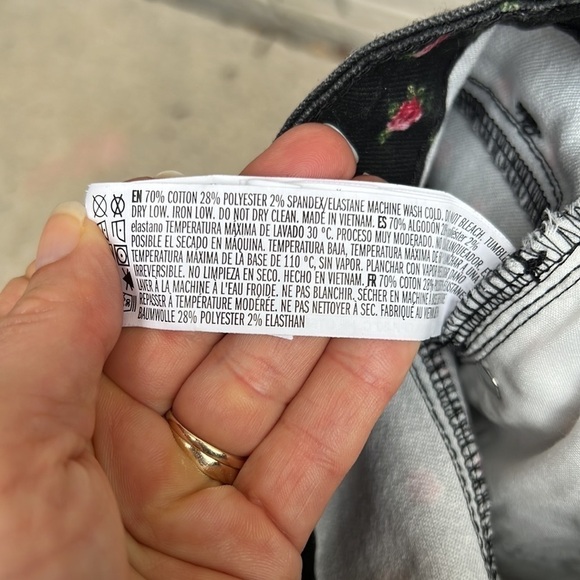 EN 70% COTTON 28% POLYESTER 2% SPANDEX/ELASTANE MACHINE WASH COLD. DO NOT BLEACH. TUMBLE
DRY LOW. IRON LOW. DO NOT DRY CLEAN. MADE IN VIETNAM. ES 70% ALGODÓN 28% 2%
elastano TEMPERATURA MÁXIMA DE LAVADO 30 °C. PROCESO MUY MODERADO. NO
POSIBLE EL SECADO EN MÁQUINA. TEMPERATURA BAJA, TEMPERATURA MÁXIMA
TEMPERATURA MÁXIMA DE LA BASE DE 110 °C, SIN VAPOR. PLANCHAR CON VAPOR
IRREVERSIBLE. NO LIMPIEZA EN SECO. HECHO EN VIETNAM. FR 70% COTON 28%
LAVER À LA MACHINE À L'EAU FROIDE. NE PAS BLANCHIR. SÉCHER EN MACHINE
REPASSER À TEMPÉRATURE MODÉRÉE. NE PAS NETTOYER À SEC. FABRIQUÉ AU VIETNAM.
BAUMWOLLE 28% POLYESTER 2% ELASTHAN